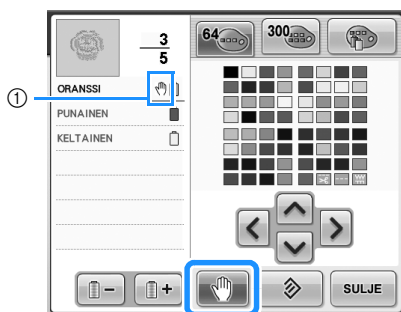 3
5
64
300
①
ORANSSI
PUNAINEN
KELTAINEN
SULJE